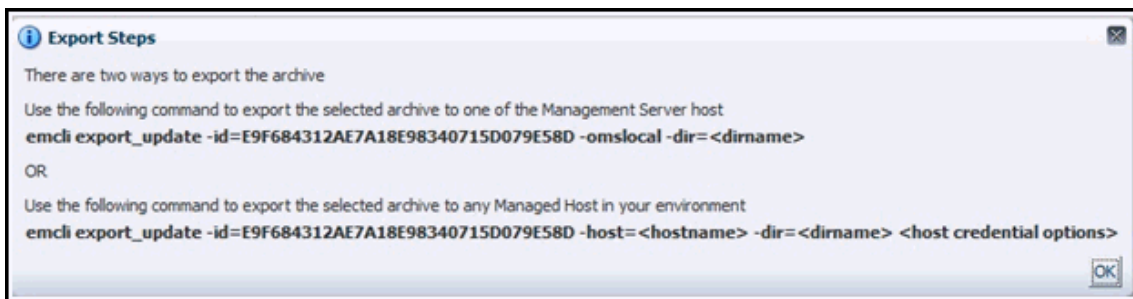 Export Steps
There are two ways to export the archive
Use the following command to export the selected archive to one of the Management Server host
emcli export_update -id=E9F684312AE7A18E98340715D079E58D -omslocal -dir=<dirname>
OR
Use the following command to export the selected archive to any Managed Host in your environment
emcli export_update -id=E9F684312AE7A18E98340715D079E58D -host=<hostname> -dir=<dirname> <host credential options>
OK